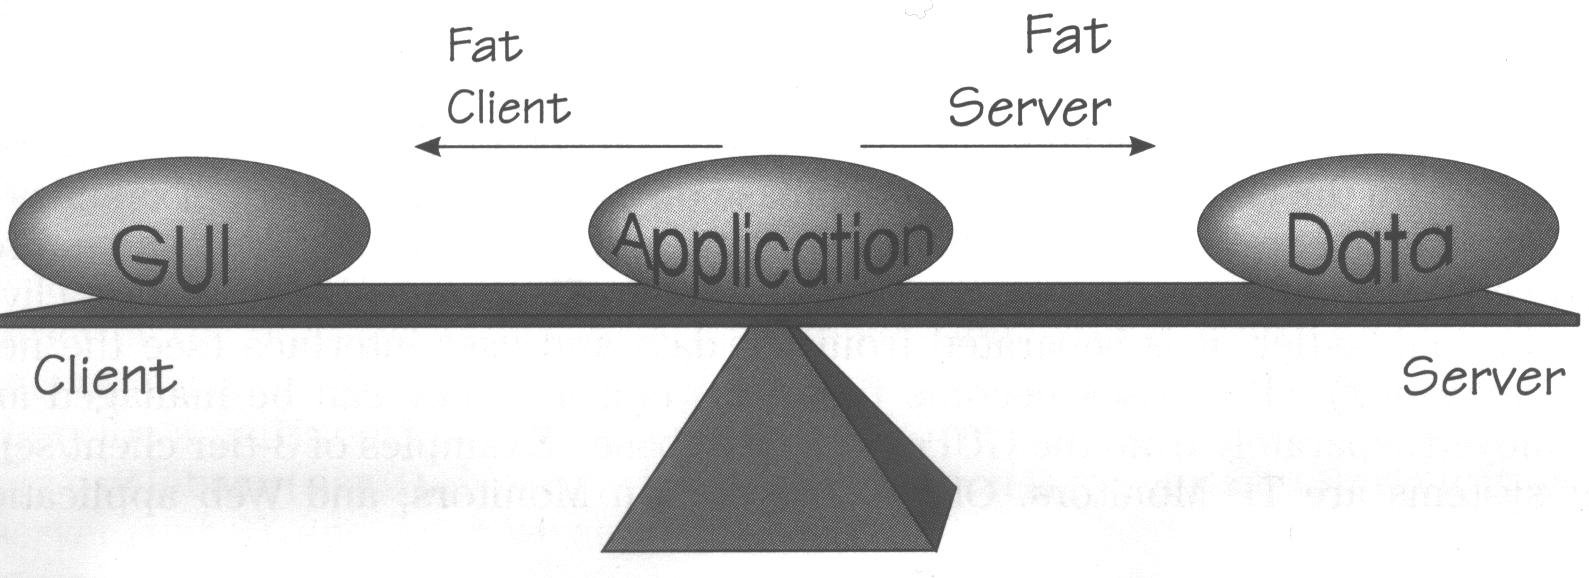 Fat
Client
Fat
Server
GUI
Application
Data
Client
Server